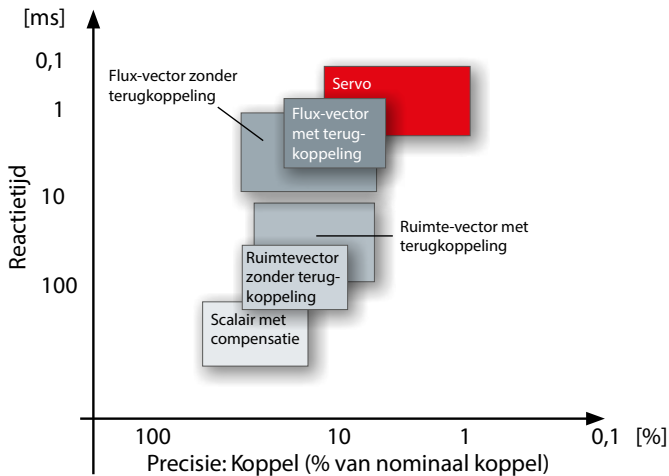 [ms]
0,1
1
10
100
Reactietijd
Flux-vector zonder
terugkoppeling
Servo
Flux-vector
met terug-
koppeling
Ruimte-vector met
terugkoppeling
Ruimtevector
zonder terug-
koppeling
Scalair met
compensatie
100
10
1
0,1
[%]
Precisie: Koppel (% van nominaal koppel)